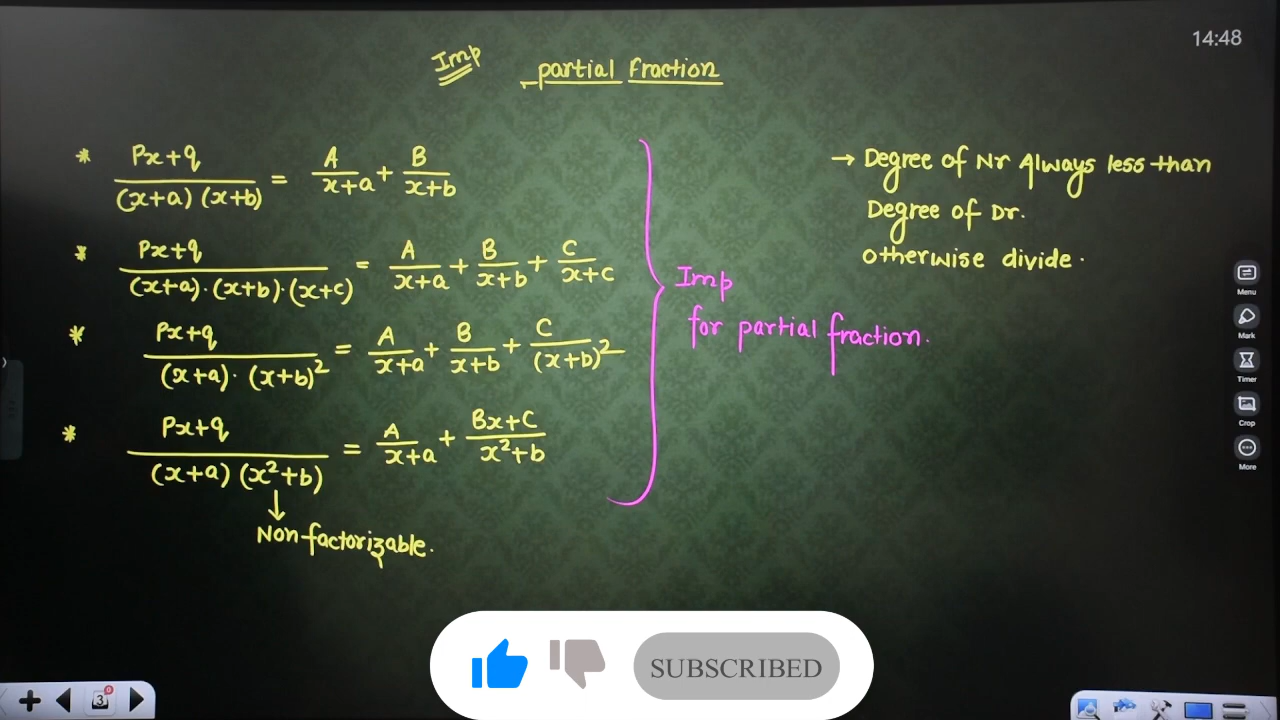 14:48
Imp
partial fraction
* Px+q / (x+a) (x+b) = A / x+a + B / x+b
* Px+q / (x+a)·(x+b)·(x+c) = A / x+a + B / x+b + C / x+c
* Px+q / (x+a)·(x+b)² = A / x+a + B / x+b + C / (x+b)²
* Px+q / (x+a) (x²+b) = A / x+a + Bx+C / x²+b
↓
Non-factorizable.
Imp
for partial fraction.
→ Degree of Nr Always less than
Degree of Dr.
otherwise divide.
Menu
Mark
Timer
Crop
More
SUBSCRIBED
3